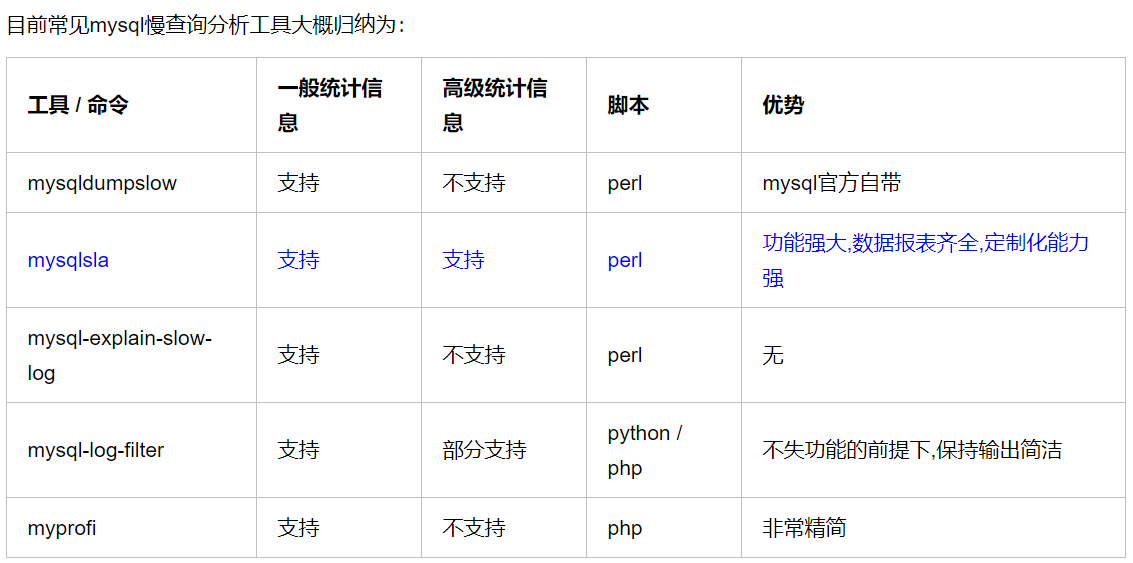 目前常见mysql慢查询分析工具大概归纳为：
工具 / 命令 一般统计信息 高级统计信息 脚本 优势
mysqldumpslow 支持 不支持 perl mysql官方自带
mysqlsla 支持 支持 perl 功能强大,数据报表齐全,定制化能力强
mysql-explain-slow-log 支持 不支持 perl 无
mysql-log-filter 支持 部分支持 python / php 不失功能的前提下,保持输出简洁
myprofi 支持 不支持 php 非常精简